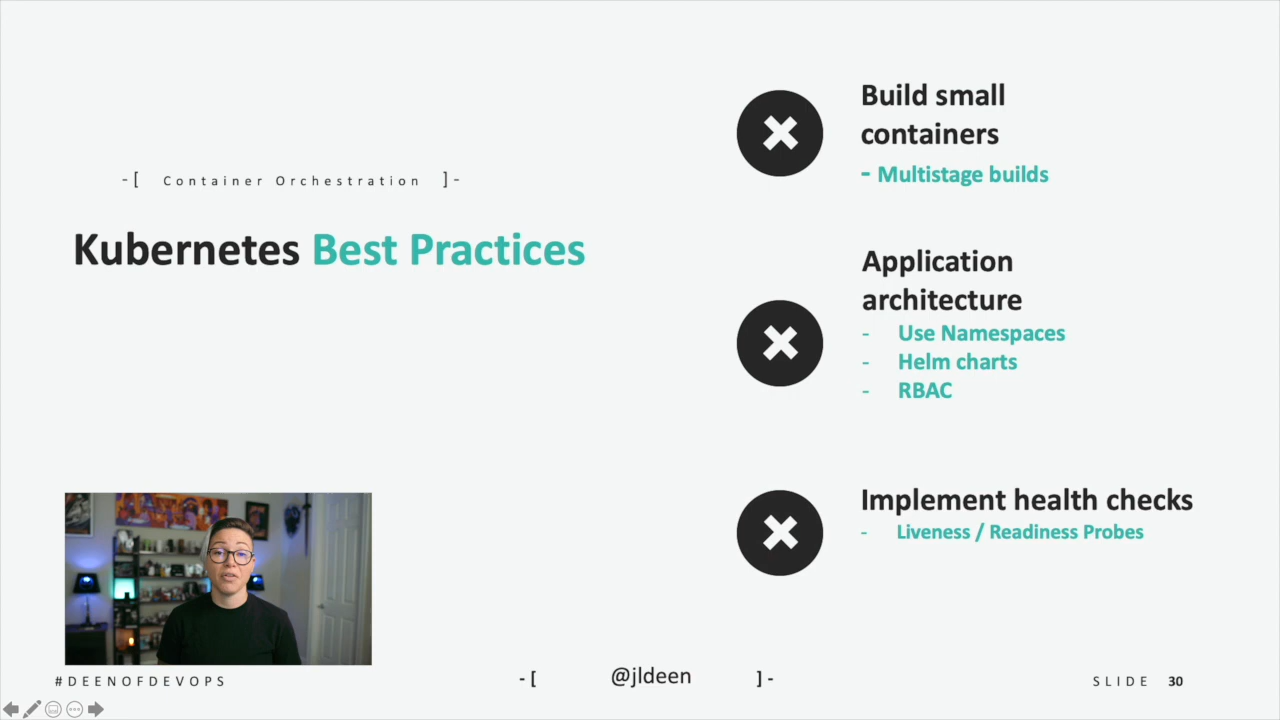 -[ Container Orchestration ]-
Kubernetes Best Practices
Build small
containers
- Multistage builds
Application
architecture
- Use Namespaces
- Helm charts
- RBAC
Implement health checks
- Liveness / Readiness Probes
#DEENOFDEVOPS
-[ @jldeen ]-
SLIDE 30